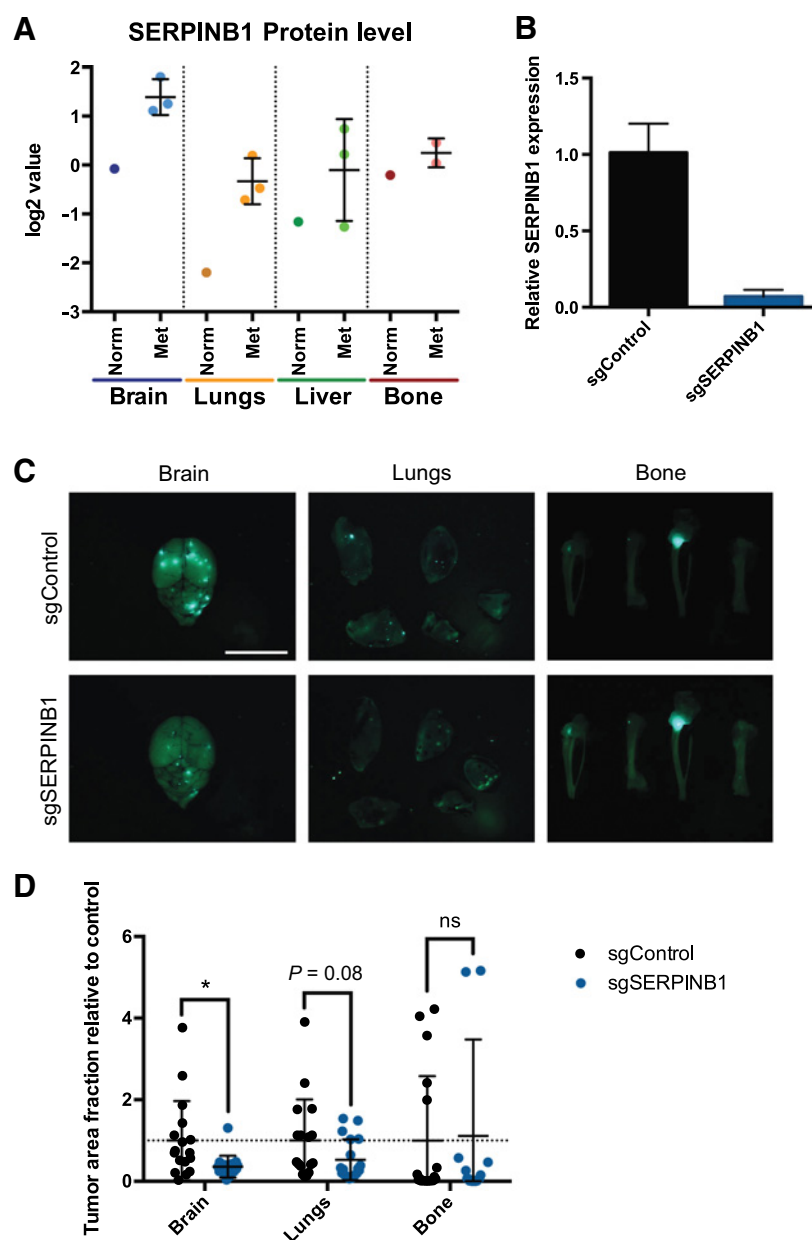 A
SERPINB1 Protein level
log2 value
2
1
0
−1
−2
−3
Norm
Met
Norm
Met
Norm
Met
Norm
Met
Brain
Lungs
Liver
Bone
B
Relative SERPINB1 expression
1.5
1.0
0.5
0.0
sgControl
sgSERPINB1
C
Brain
Lungs
Bone
sgControl
sgSERPINB1
D
Tumor area fraction relative to control
6
4
2
0
*
P = 0.08
ns
Brain
Lungs
Bone
sgControl
sgSERPINB1